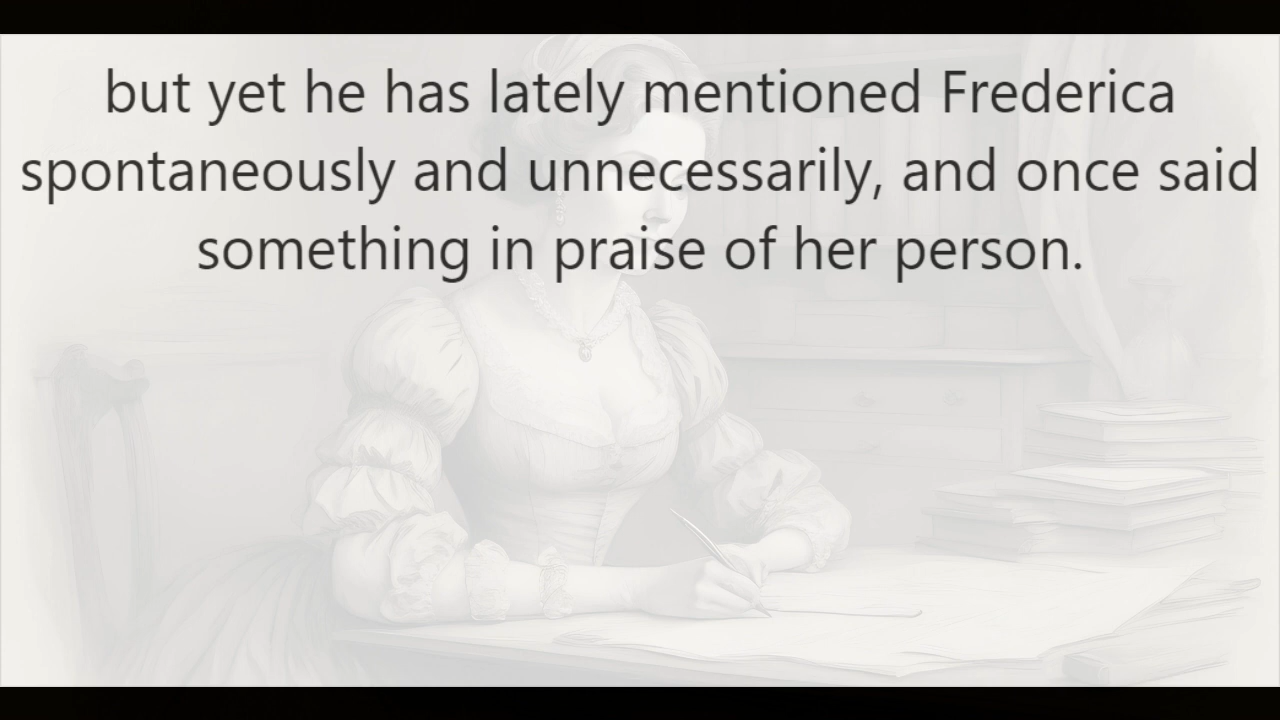 but yet he has lately mentioned Frederica
spontaneously and unnecessarily, and once said
something in praise of her person.